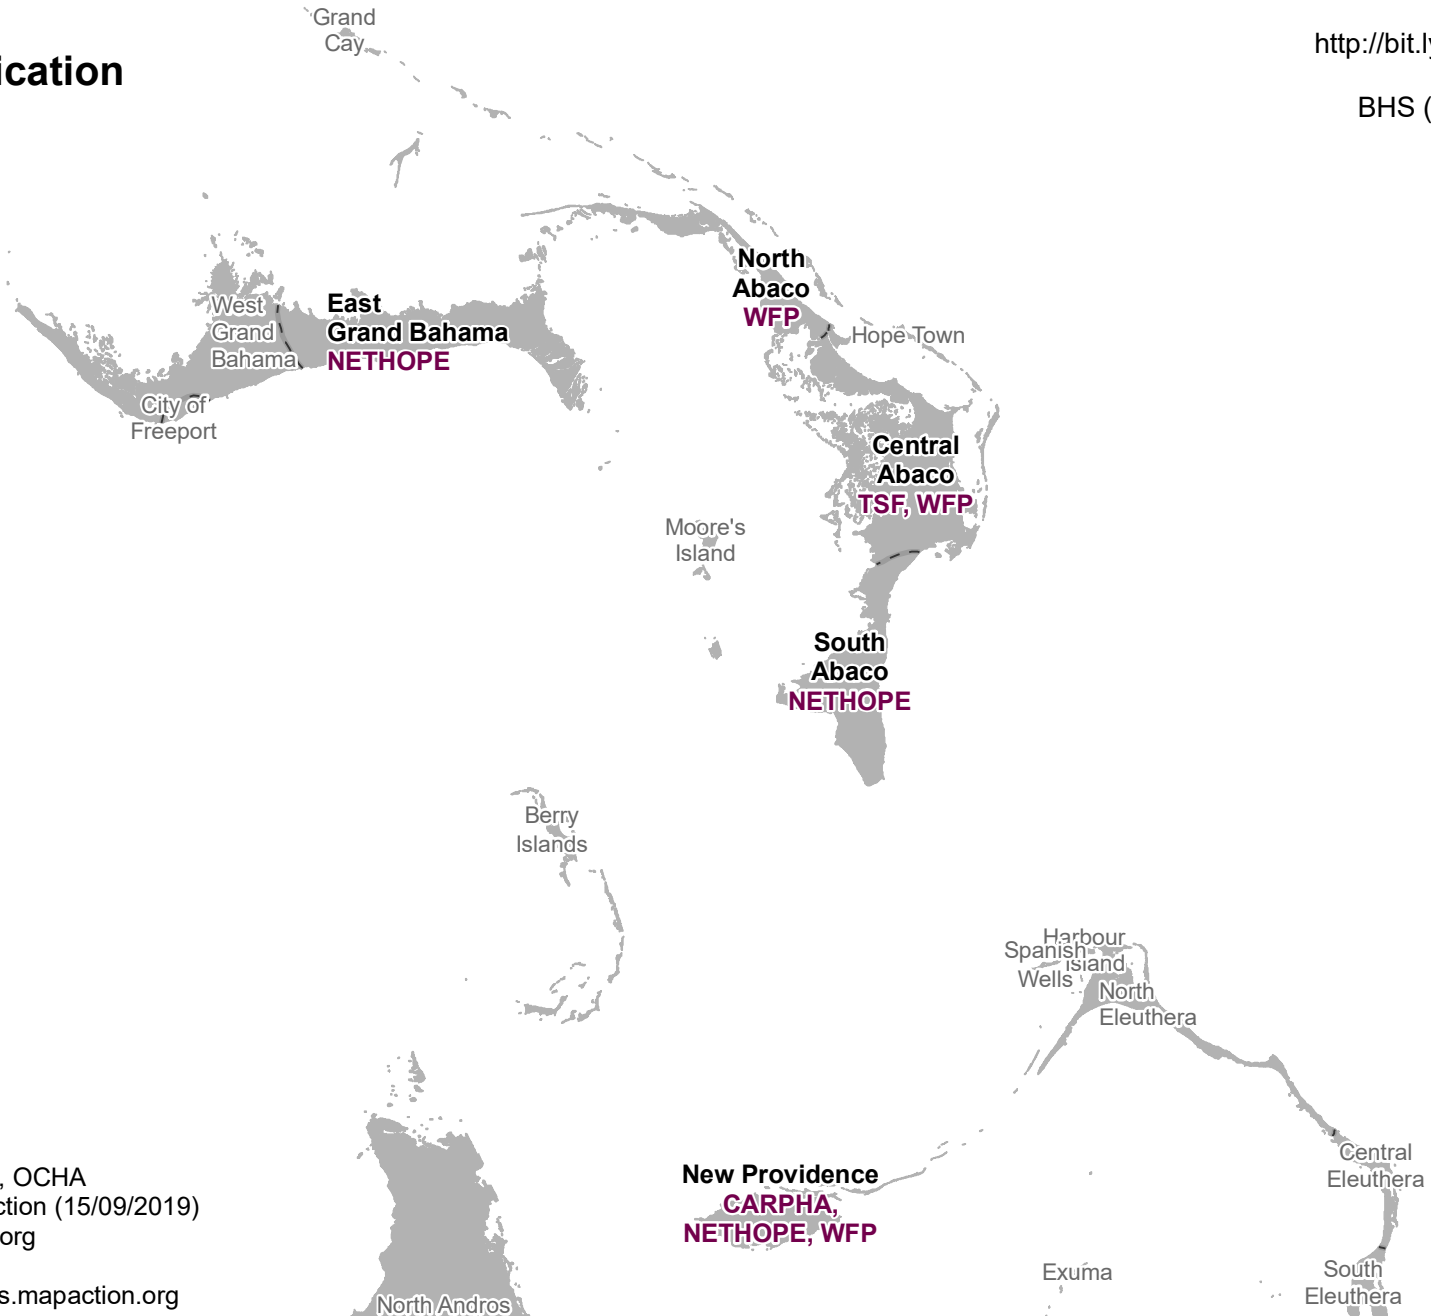 Grand
Cay
ication
http://bit.ly
BHS (
North
Abaco
WFP
Hope Town
West
Grand
Bahama
East
Grand Bahama
NETHOPE
City of
Freeport
Central
Abaco
TSF, WFP
Moore's
Island
South
Abaco
NETHOPE
Berry
Islands
Harbour
Island
Spanish
Wells
North
Eleuthera
Central
Eleuthera
New Providence
CARPHA,
NETHOPE, WFP
Exuma
South
Eleuthera
North Andros
, OCHA
ction (15/09/2019)
org
s.mapaction.org